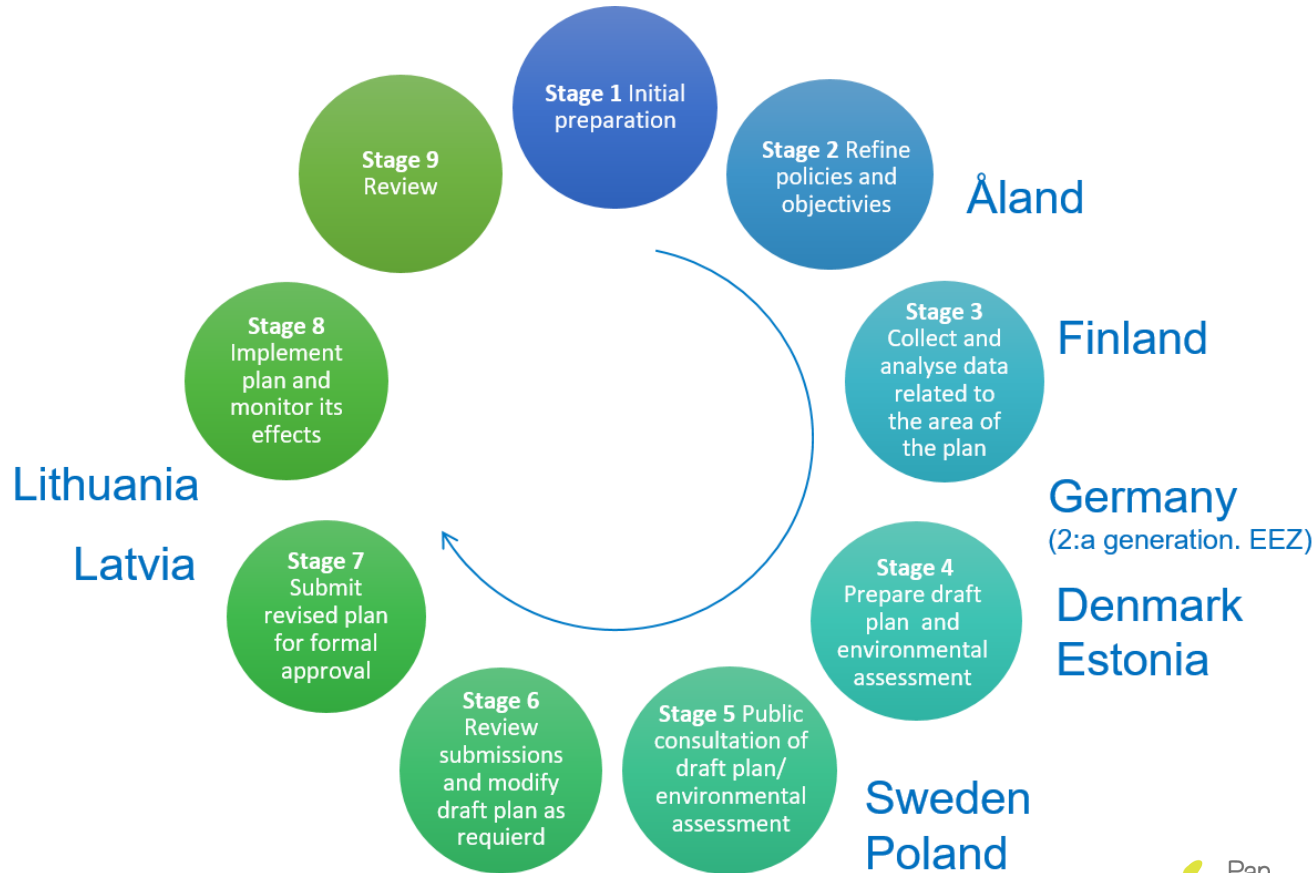 Stage 1 Initial
preparation
Stage 2 Refine
policies and
objectivies
Åland
Stage 3
Collect and
analyse data
related to
the area of
the plan
Finland
Germany
(2:a generation. EEZ)
Stage 4
Prepare draft
plan and
environmental
assessment
Denmark
Estonia
Stage 5 Public
consultation of
draft plan/
environmental
assessment
Sweden
Poland
Stage 6
Review
submissions
and modify
draft plan as
requierd
Stage 7
Submit
revised plan
for formal
approval
Latvia
Lithuania
Stage 8
Implement
plan and
monitor its
effects
Stage 9
Review
Pan